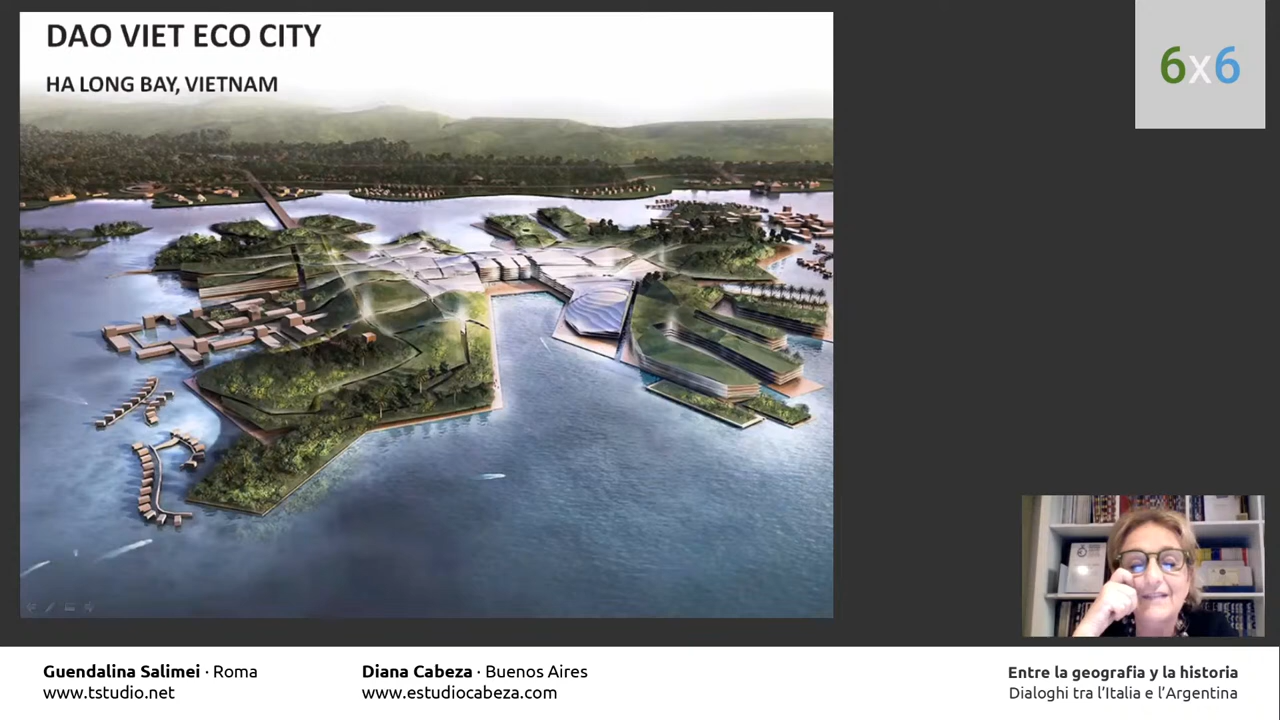 DAO VIET ECO CITY
HA LONG BAY, VIETNAM
6x6
Guendalina Salimei · Roma
www.tstudio.net
Diana Cabeza · Buenos Aires
www.estudiocabeza.com
Entre la geografia y la historia
Dialoghi tra l'Italia e l'Argentina